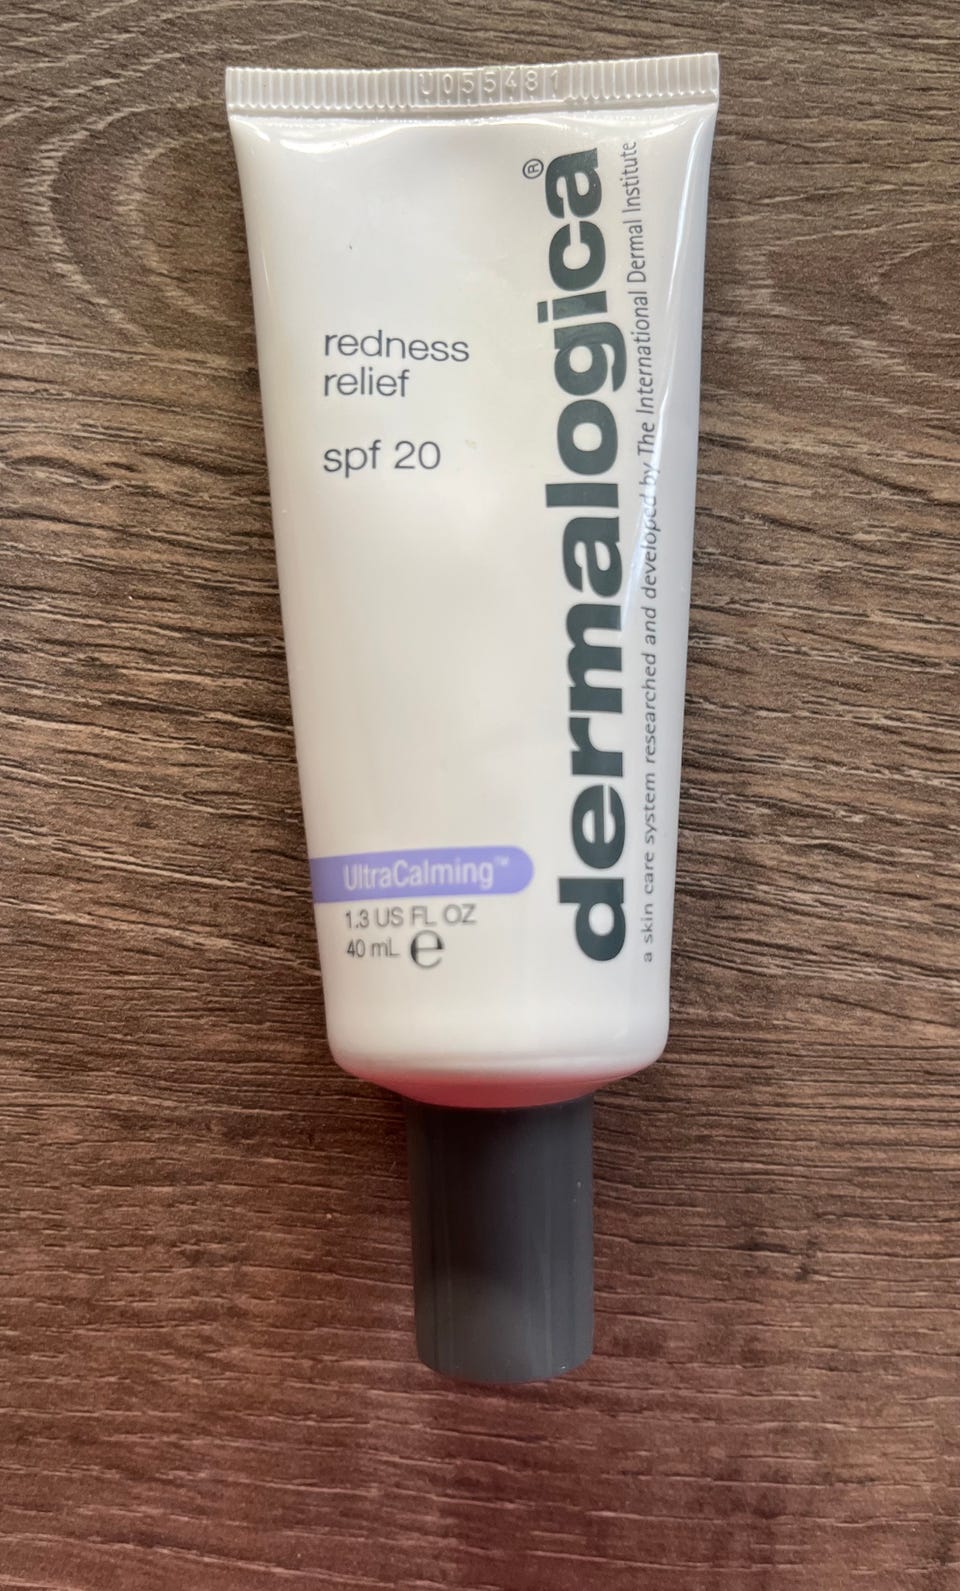 U055481
redness
relief
spf 20
dermalogica®
a skin care system researched and developed by The International Dermal Institute
UltraCalming™
1.3 US FL OZ
40 mL ℮